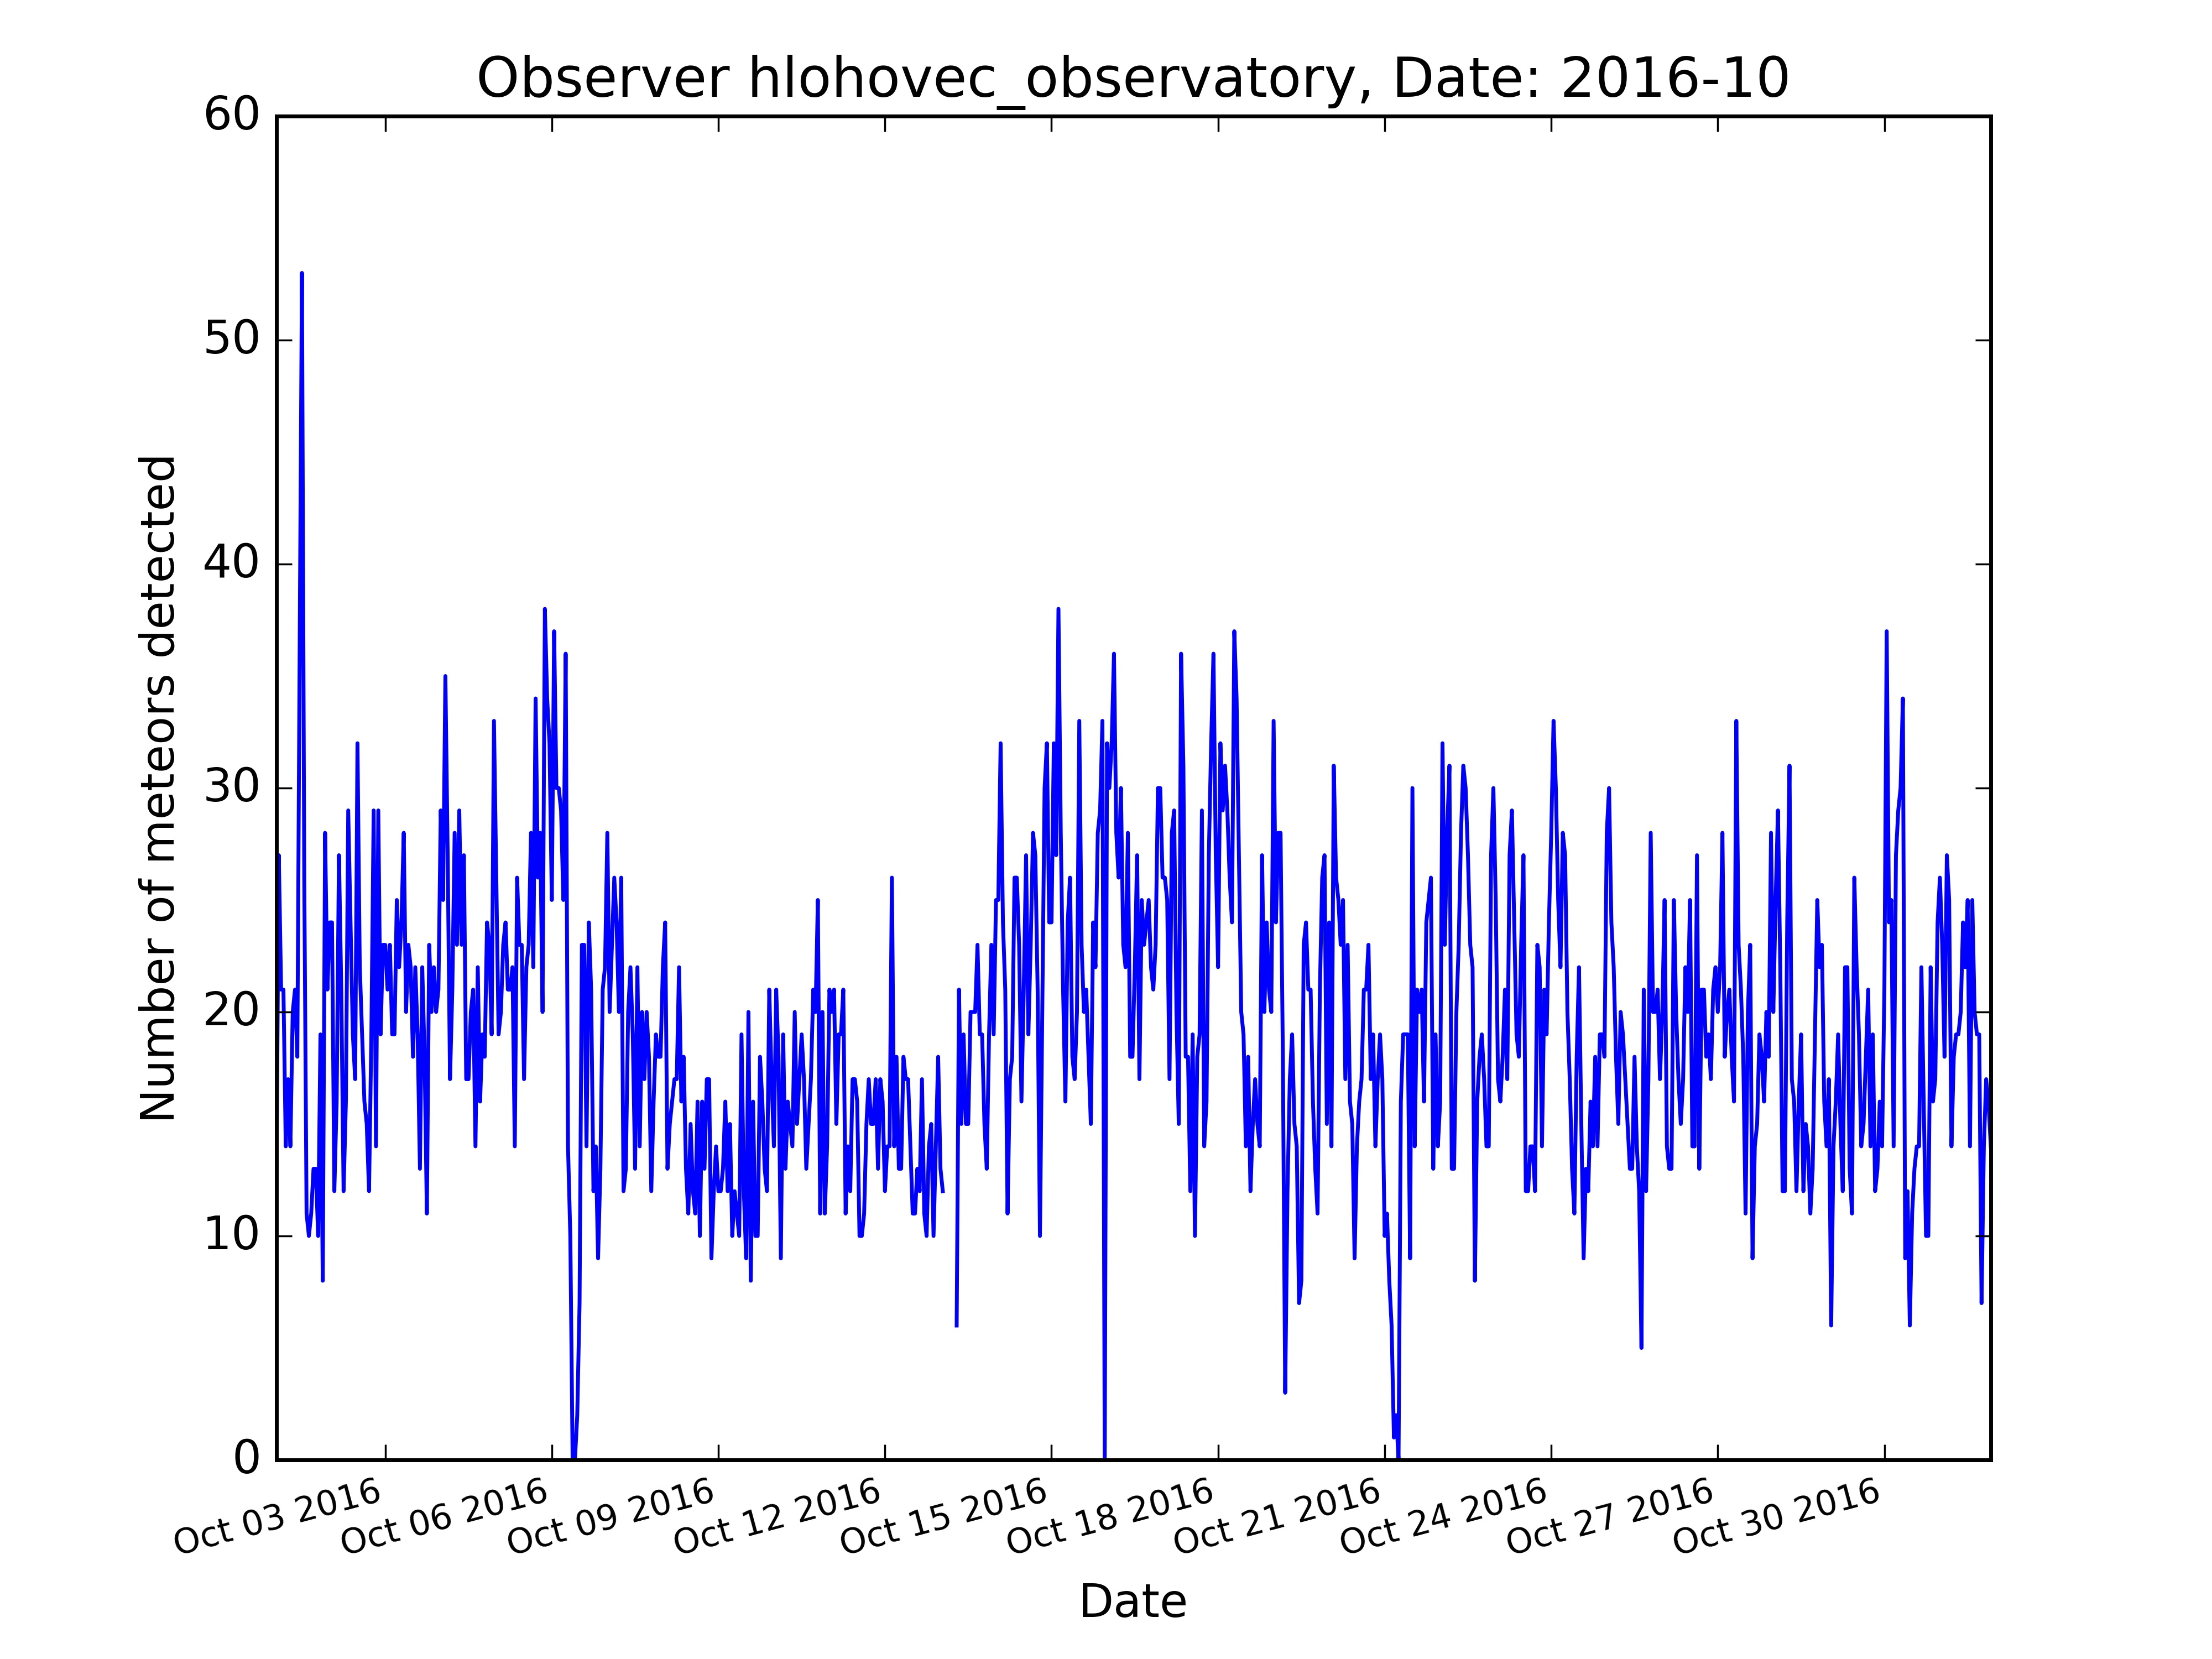 Observer hlohovec_observatory, Date: 2016-10
Number of meteors detected
60
50
40
30
20
10
0
Oct 03 2016
Oct 06 2016
Oct 09 2016
Oct 12 2016
Oct 15 2016
Oct 18 2016
Oct 21 2016
Oct 24 2016
Oct 27 2016
Oct 30 2016
Date